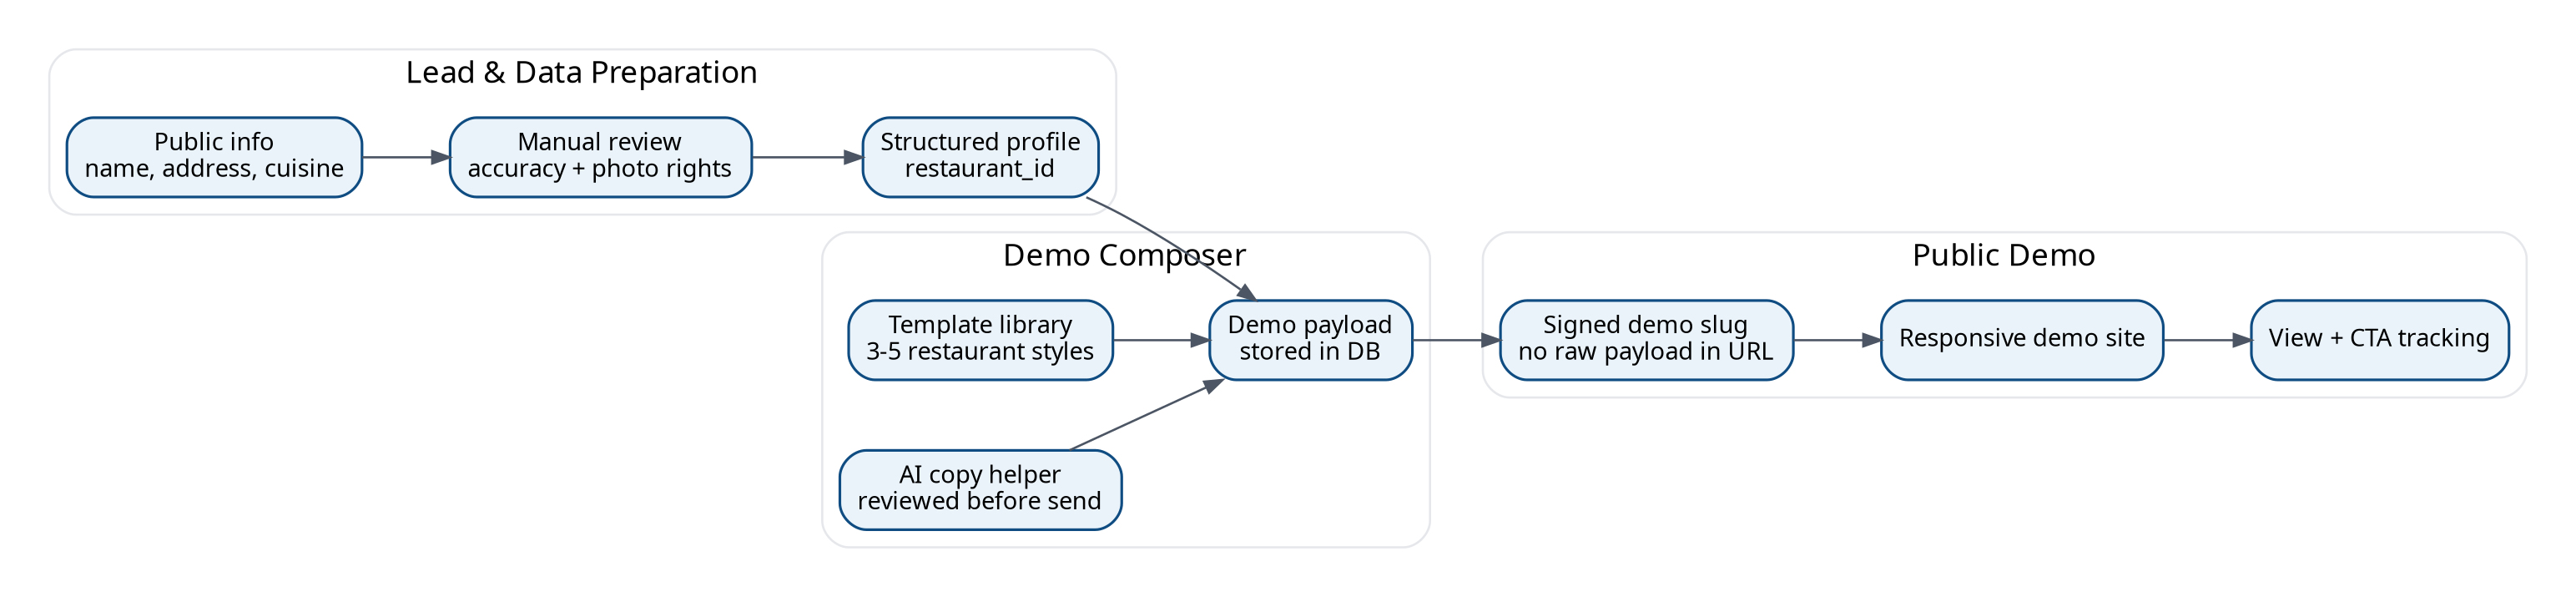 Lead & Data Preparation
Public info
name, address, cuisine
Manual review
accuracy + photo rights
Structured profile
restaurant_id
Demo Composer
Template library
3-5 restaurant styles
Demo payload
stored in DB
AI copy helper
reviewed before send
Public Demo
Signed demo slug
no raw payload in URL
Responsive demo site
View + CTA tracking